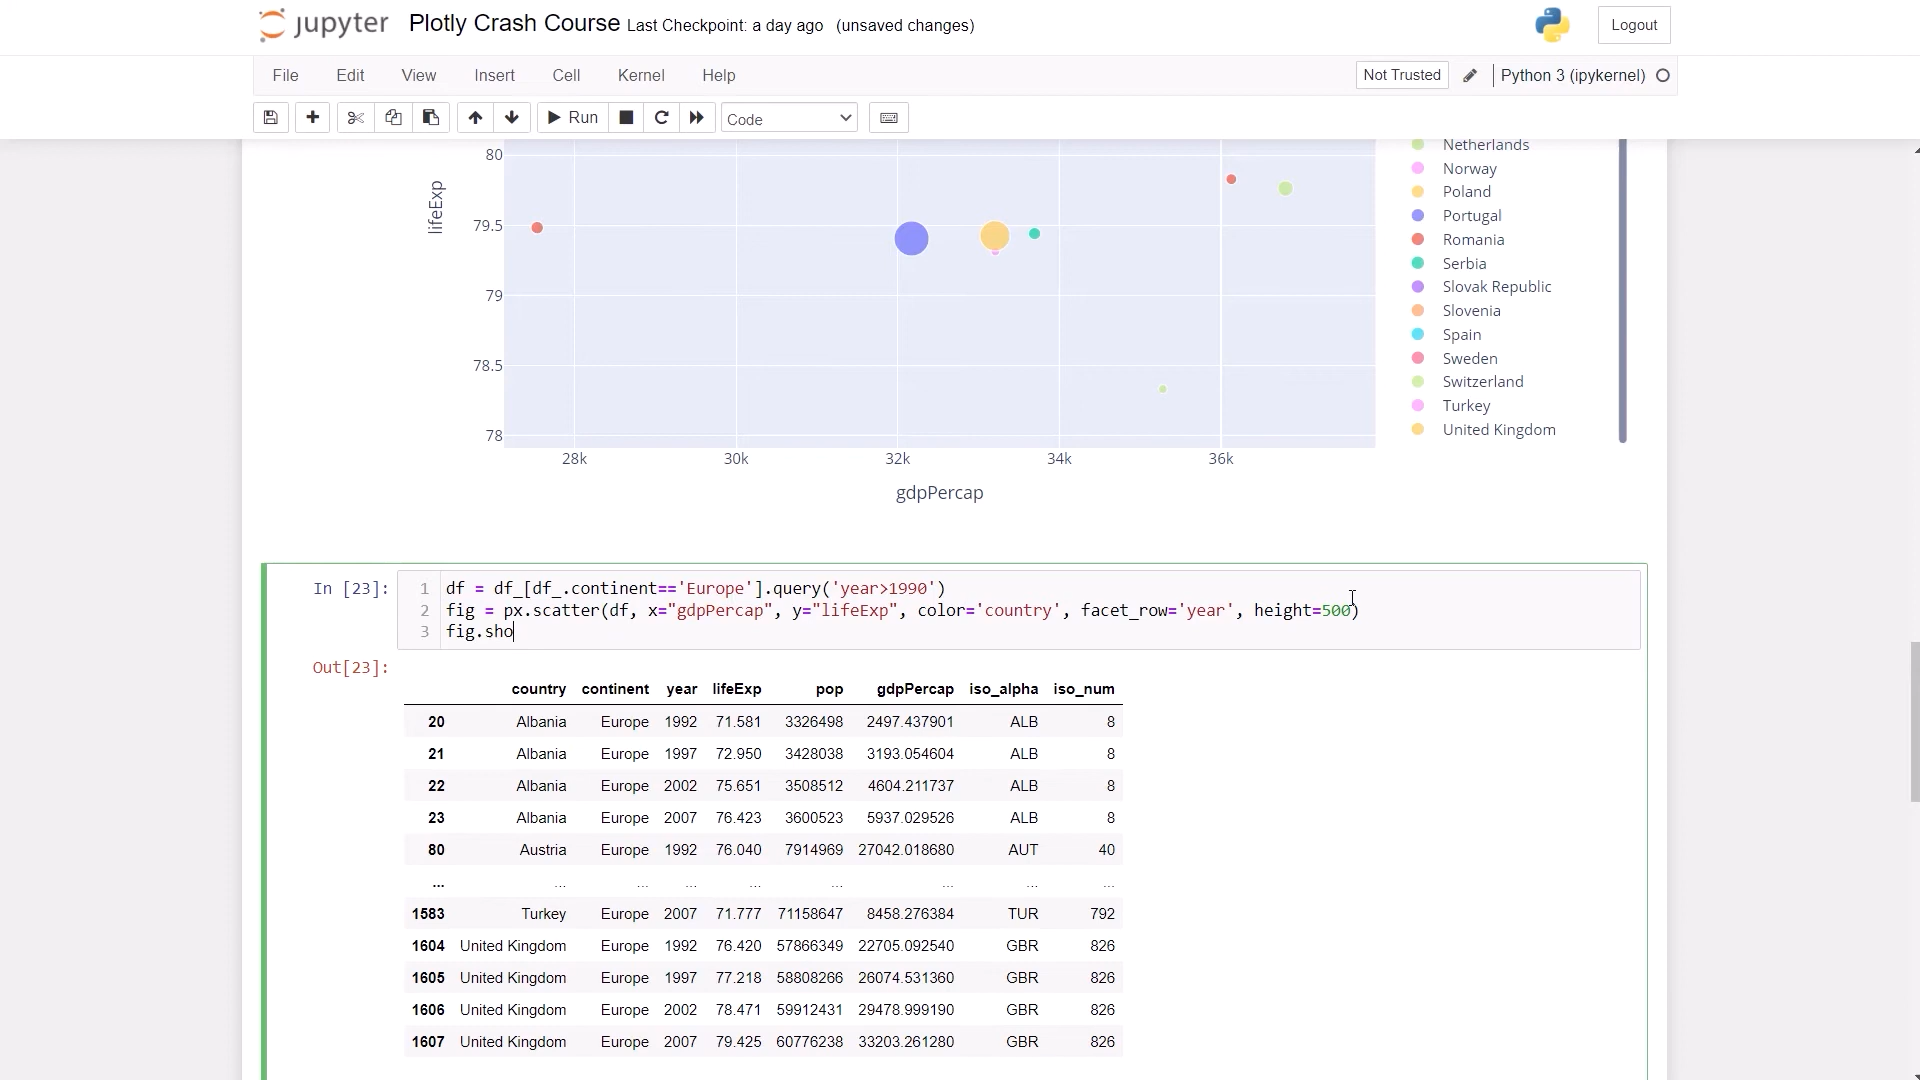 jupyter Plotly Crash Course Last Checkpoint: a day ago (unsaved changes) Logout
File Edit View Insert Cell Kernel Help Not Trusted Python 3 (ipykernel)
Run Code
80
79.5
79
78.5
78
lifeExp
28k 30k 32k 34k 36k
gdpPercap
Netherlands
Norway
Poland
Portugal
Romania
Serbia
Slovak Republic
Slovenia
Spain
Sweden
Switzerland
Turkey
United Kingdom
In [23]:
1 df = df_[df_.continent=='Europe'].query('year>1990')
2 fig = px.scatter(df, x="gdpPercap", y="lifeExp", color='country', facet_row='year', height=500)
3 fig.sho
Out[23]:
country continent year lifeExp pop gdpPercap iso_alpha iso_num
20 Albania Europe 1992 71.581 3326498 2497.437901 ALB 8
21 Albania Europe 1997 72.950 3428038 3193.054604 ALB 8
22 Albania Europe 2002 75.651 3508512 4604.211737 ALB 8
23 Albania Europe 2007 76.423 3600523 5937.029526 ALB 8
80 Austria Europe 1992 76.040 7914969 27042.018680 AUT 40
... ... ... ... ... ... ... ... ...
1583 Turkey Europe 2007 71.777 71158647 8458.276384 TUR 792
1604 United Kingdom Europe 1992 76.420 57866349 22705.092540 GBR 826
1605 United Kingdom Europe 1997 77.218 58808266 26074.531360 GBR 826
1606 United Kingdom Europe 2002 78.471 59912431 29478.999190 GBR 826
1607 United Kingdom Europe 2007 79.425 60776238 33203.261280 GBR 826